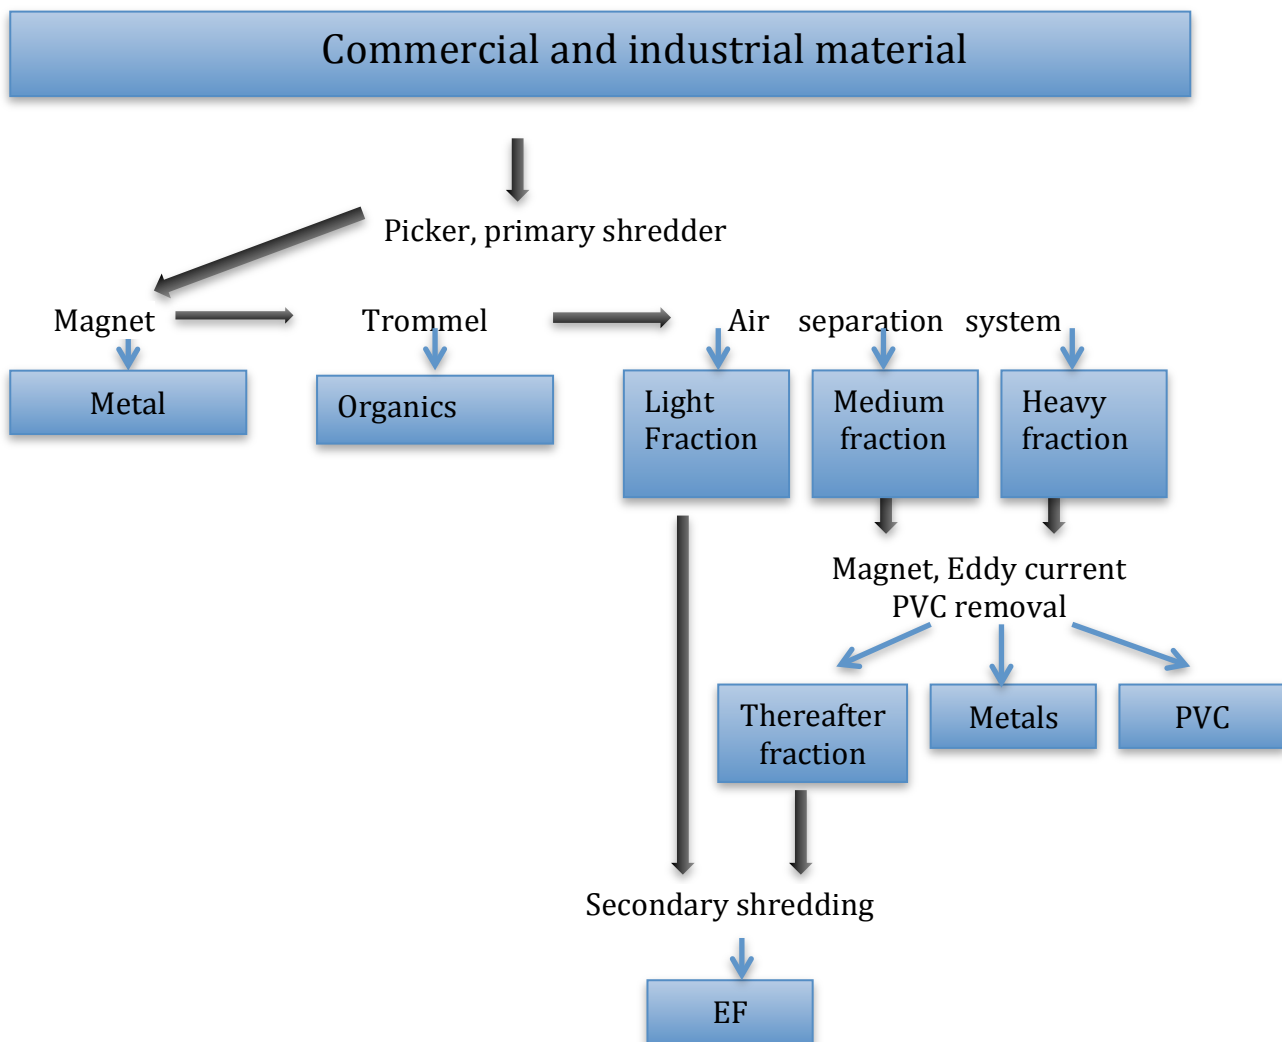 Commercial and industrial material
Picker, primary shredder
Magnet
Trommel
Air separation system
Metal
Organics
Light
Fraction
Medium
fraction
Heavy
fraction
Magnet, Eddy current
PVC removal
Thereafter
fraction
Metals
PVC
Secondary shredding
EF